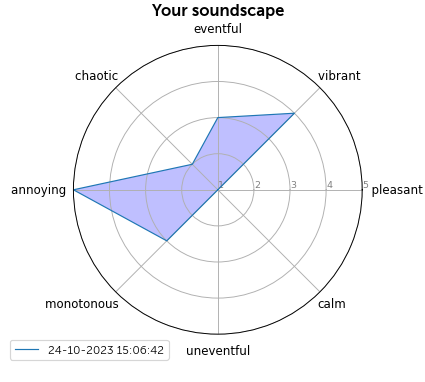 Your soundscape
eventful
chaotic
vibrant
annoying
1 2 3 4 5
pleasant
monotonous
calm
uneventful
24-10-2023 15:06:42